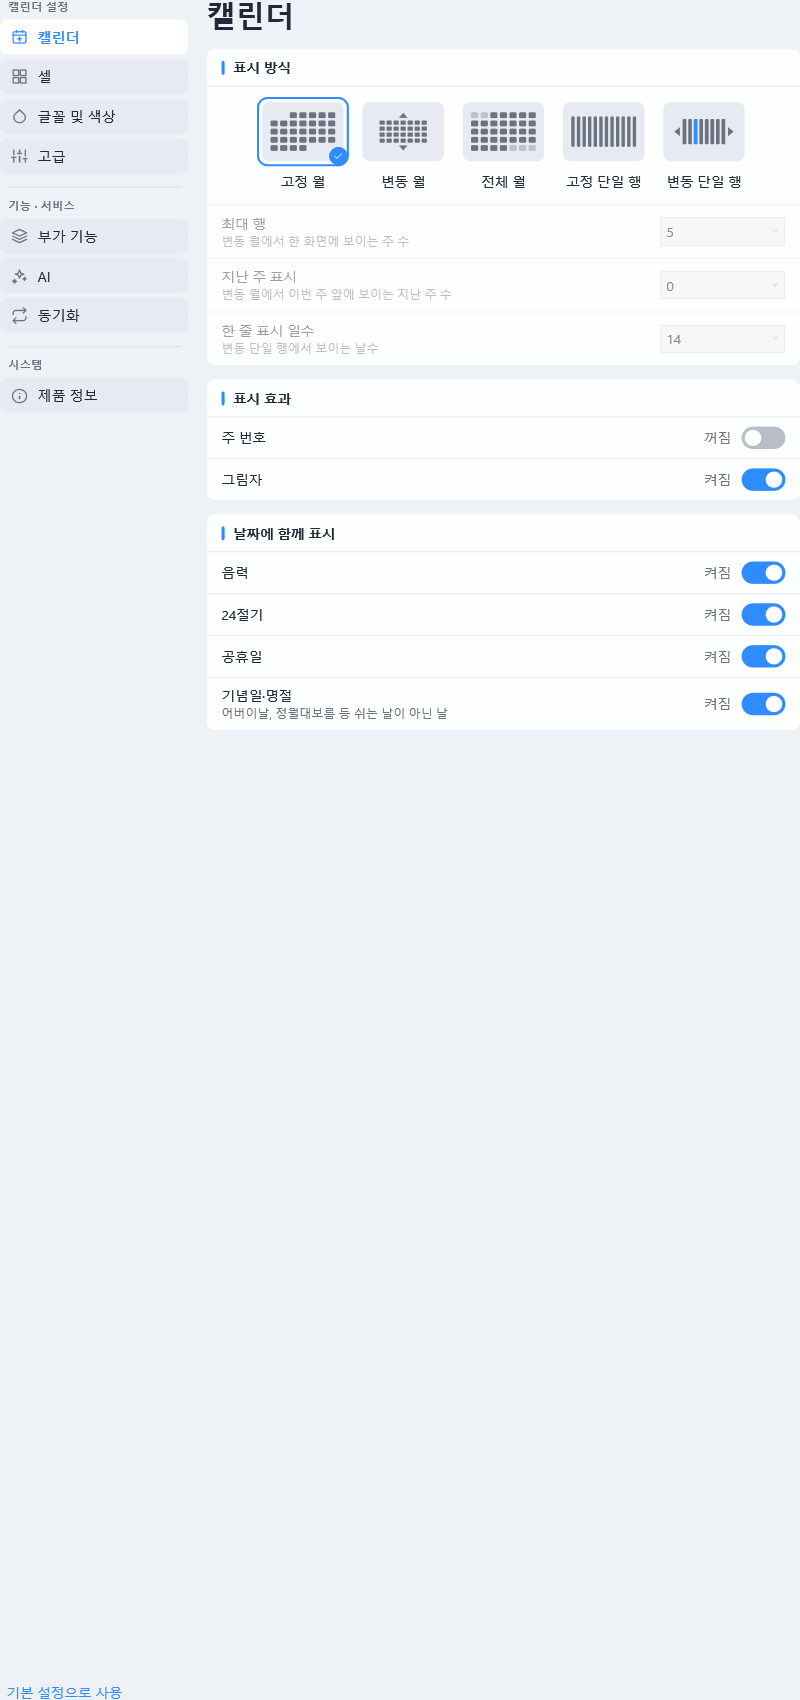 캘린더 설정
캘린더
셀
글꼴 및 색상
고급
기능 · 서비스
부가 기능
AI
동기화
시스템
제품 정보
기본 설정으로 사용
캘린더
표시 방식
고정 월
변동 월
전체 월
고정 단일 행
변동 단일 행
최대 행
변동 월에서 한 화면에 보이는 주 수
5
지난 주 표시
변동 월에서 이번 주 앞에 보이는 지난 주 수
0
한 줄 표시 일수
변동 단일 행에서 보이는 날수
14
표시 효과
주 번호
꺼짐
그림자
켜짐
날짜에 함께 표시
음력
켜짐
24절기
켜짐
공휴일
켜짐
기념일·명절
어버이날, 정월대보름 등 쉬는 날이 아닌 날
켜짐